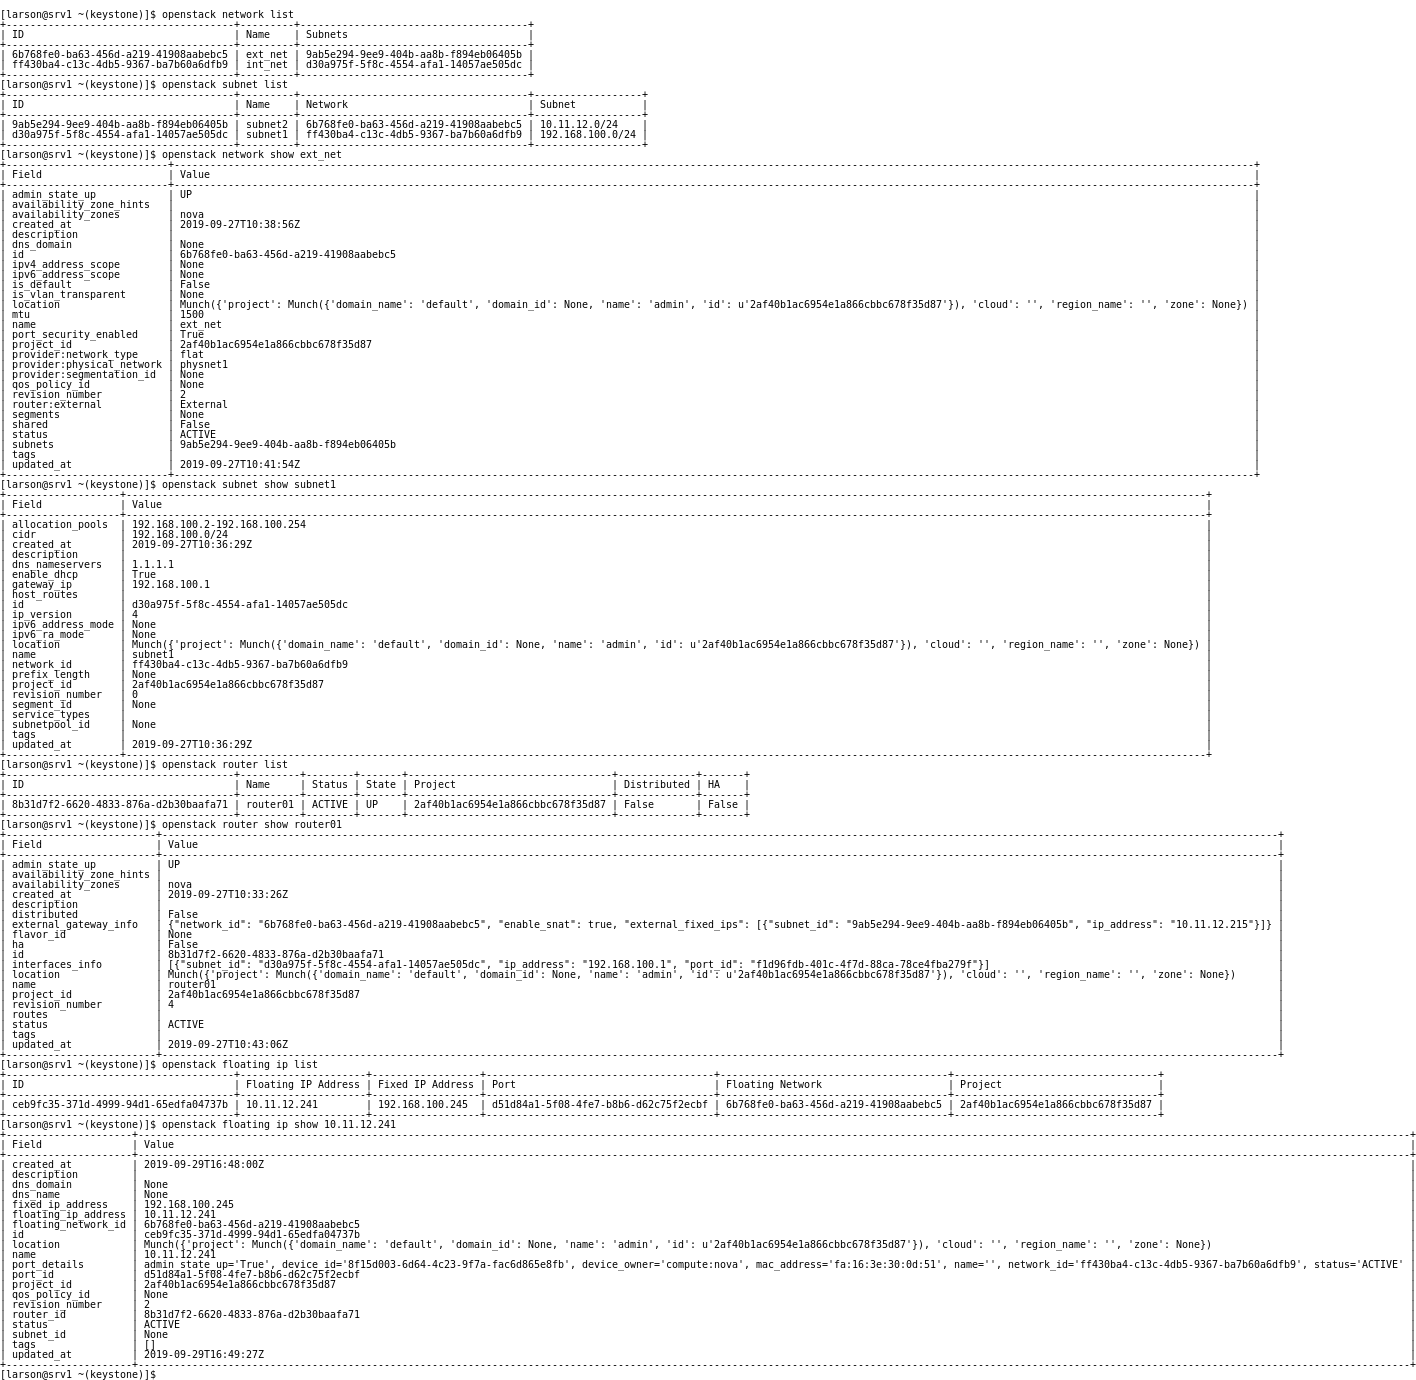 [larson@srv1 ~(keystone)]$ openstack network list
+--------------------------------------+---------+--------------------------------------+
| ID                                   | Name    | Subnets                              |
+--------------------------------------+---------+--------------------------------------+
| 6b768fe0-ba63-456d-a219-41908aabebc5 | ext_net | 9ab5e294-9ee9-404b-aa8b-f894eb06405b |
| ff430ba4-c13c-4db5-9367-ba7b60a6dfb9 | int_net | d30a975f-5f8c-4554-afa1-14057ae505dc |
+--------------------------------------+---------+--------------------------------------+
[larson@srv1 ~(keystone)]$ openstack subnet list
+--------------------------------------+---------+--------------------------------------+------------------+
| ID                                   | Name    | Network                              | Subnet           |
+--------------------------------------+---------+--------------------------------------+------------------+
| 9ab5e294-9ee9-404b-aa8b-f894eb06405b | subnet2 | 6b768fe0-ba63-456d-a219-41908aabebc5 | 10.11.12.0/24    |
| d30a975f-5f8c-4554-afa1-14057ae505dc | subnet1 | ff430ba4-c13c-4db5-9367-ba7b60a6dfb9 | 192.168.100.0/24 |
+--------------------------------------+---------+--------------------------------------+------------------+
[larson@srv1 ~(keystone)]$ openstack network show ext_net
| Field | Value |
| admin_state_up | UP |
| availability_zone_hints | |
| availability_zones | nova |
| created_at | 2019-09-27T10:38:56Z |
| description | |
| dns_domain | None |
| id | 6b768fe0-ba63-456d-a219-41908aabebc5 |
| ipv4_address_scope | None |
| ipv6_address_scope | None |
| is_default | False |
| is_vlan_transparent | None |
| location | Munch({'project': Munch({'domain_name': 'default', 'domain_id': None, 'name': 'admin', 'id': u'2af40b1ac6954e1a866cbbc678f35d87'}), 'cloud': '', 'region_name': '', 'zone': None}) |
| mtu | 1500 |
| name | ext_net |
| port_security_enabled | True |
| project_id | 2af40b1ac6954e1a866cbbc678f35d87 |
| provider:network_type | flat |
| provider:physical_network | physnet1 |
| provider:segmentation_id | None |
| qos_policy_id | None |
| revision_number | 2 |
| router:external | External |
| segments | None |
| shared | False |
| status | ACTIVE |
| subnets | 9ab5e294-9ee9-404b-aa8b-f894eb06405b |
| tags | |
| updated_at | 2019-09-27T10:41:54Z |
[larson@srv1 ~(keystone)]$ openstack subnet show subnet1
| Field | Value |
| allocation_pools | 192.168.100.2-192.168.100.254 |
| cidr | 192.168.100.0/24 |
| created_at | 2019-09-27T10:36:29Z |
| description | |
| dns_nameservers | 1.1.1.1 |
| enable_dhcp | True |
| gateway_ip | 192.168.100.1 |
| host_routes | |
| id | d30a975f-5f8c-4554-afa1-14057ae505dc |
| ip_version | 4 |
| ipv6_address_mode | None |
| ipv6_ra_mode | None |
| location | Munch({'project': Munch({'domain_name': 'default', 'domain_id': None, 'name': 'admin', 'id': u'2af40b1ac6954e1a866cbbc678f35d87'}), 'cloud': '', 'region_name': '', 'zone': None}) |
| name | subnet1 |
| network_id | ff430ba4-c13c-4db5-9367-ba7b60a6dfb9 |
| prefix_length | None |
| project_id | 2af40b1ac6954e1a866cbbc678f35d87 |
| revision_number | 0 |
| segment_id | None |
| service_types | |
| subnetpool_id | None |
| tags | |
| updated_at | 2019-09-27T10:36:29Z |
[larson@srv1 ~(keystone)]$ openstack router list
| ID | Name | Status | State | Project | Distributed | HA |
| 8b31d7f2-6620-4833-876a-d2b30baafa71 | router01 | ACTIVE | UP | 2af40b1ac6954e1a866cbbc678f35d87 | False | False |
[larson@srv1 ~(keystone)]$ openstack router show router01
| Field | Value |
| admin_state_up | UP |
| availability_zone_hints | |
| availability_zones | nova |
| created_at | 2019-09-27T10:33:26Z |
| description | |
| distributed | False |
| external_gateway_info | {"network_id": "6b768fe0-ba63-456d-a219-41908aabebc5", "enable_snat": true, "external_fixed_ips": [{"subnet_id": "9ab5e294-9ee9-404b-aa8b-f894eb06405b", "ip_address": "10.11.12.215"}]} |
| flavor_id | None |
| ha | False |
| id | 8b31d7f2-6620-4833-876a-d2b30baafa71 |
| interfaces_info | [{"subnet_id": "d30a975f-5f8c-4554-afa1-14057ae505dc", "ip_address": "192.168.100.1", "port_id": "f1d96fdb-401c-4f7d-88ca-78ce4fba279f"}] |
| location | Munch({'project': Munch({'domain_name': 'default', 'domain_id': None, 'name': 'admin', 'id': u'2af40b1ac6954e1a866cbbc678f35d87'}), 'cloud': '', 'region_name': '', 'zone': None}) |
| name | router01 |
| project_id | 2af40b1ac6954e1a866cbbc678f35d87 |
| revision_number | 4 |
| routes | |
| status | ACTIVE |
| tags | |
| updated_at | 2019-09-27T10:43:06Z |
[larson@srv1 ~(keystone)]$ openstack floating ip list
| ID | Floating IP Address | Fixed IP Address | Port | Floating Network | Project |
| ceb9fc35-371d-4999-94d1-65edfa04737b | 10.11.12.241 | 192.168.100.245 | d51d84a1-5f08-4fe7-b8b6-d62c75f2ecbf | 6b768fe0-ba63-456d-a219-41908aabebc5 | 2af40b1ac6954e1a866cbbc678f35d87 |
[larson@srv1 ~(keystone)]$ openstack floating ip show 10.11.12.241
| Field | Value |
| created_at | 2019-09-29T16:48:00Z |
| description | |
| dns_domain | None |
| dns_name | None |
| fixed_ip_address | 192.168.100.245 |
| floating_ip_address | 10.11.12.241 |
| floating_network_id | 6b768fe0-ba63-456d-a219-41908aabebc5 |
| id | ceb9fc35-371d-4999-94d1-65edfa04737b |
| location | Munch({'project': Munch({'domain_name': 'default', 'domain_id': None, 'name': 'admin', 'id': u'2af40b1ac6954e1a866cbbc678f35d87'}), 'cloud': '', 'region_name': '', 'zone': None}) |
| name | 10.11.12.241 |
| port_details | admin_state_up='True', device_id='8f15d003-6d64-4c23-9f7a-fac6d865e8fb', device_owner='compute:nova', mac_address='fa:16:3e:30:0d:51', name='', network_id='ff430ba4-c13c-4db5-9367-ba7b60a6dfb9', status='ACTIVE' |
| port_id | d51d84a1-5f08-4fe7-b8b6-d62c75f2ecbf |
| project_id | 2af40b1ac6954e1a866cbbc678f35d87 |
| qos_policy_id | None |
| revision_number | 2 |
| router_id | 8b31d7f2-6620-4833-876a-d2b30baafa71 |
| status | ACTIVE |
| subnet_id | None |
| tags | [] |
| updated_at | 2019-09-29T16:49:27Z |
[larson@srv1 ~(keystone)]$